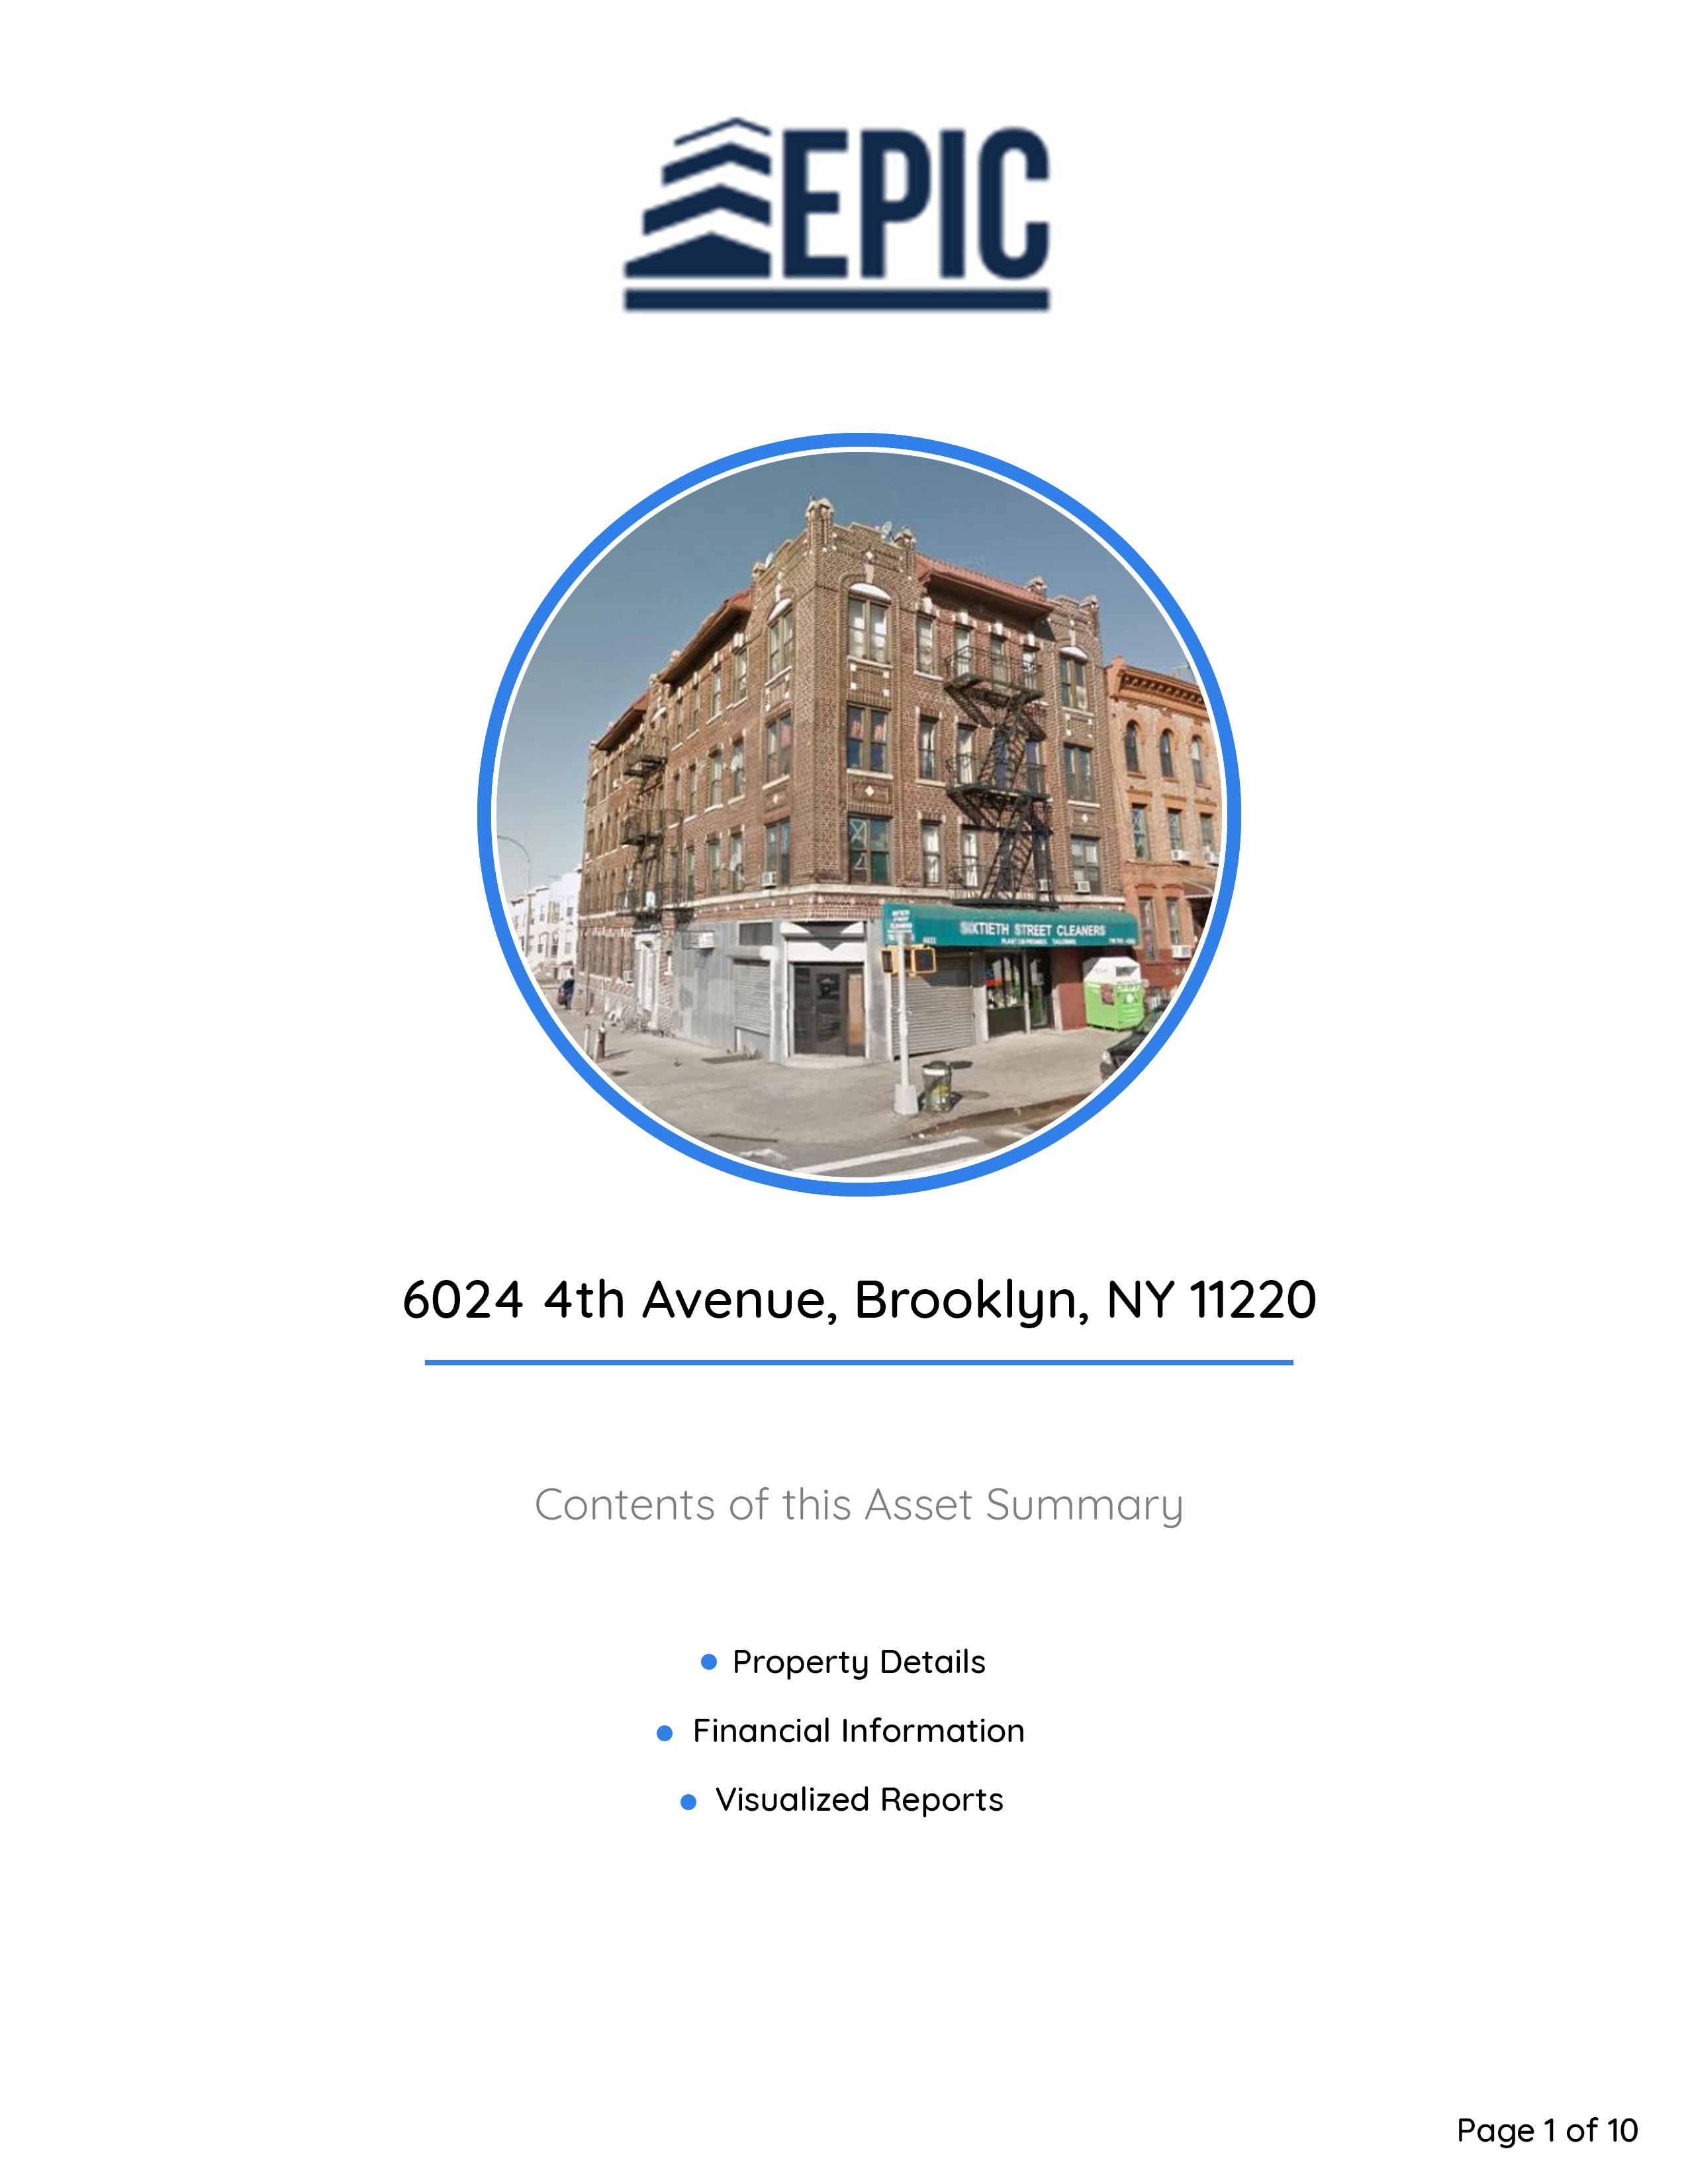 EPIC
SIXTIETH STREET CLEANERS
6024 4th Avenue, Brooklyn, NY 11220
Contents of this Asset Summary
Property Details
Financial Information
Visualized Reports
Page 1 of 10